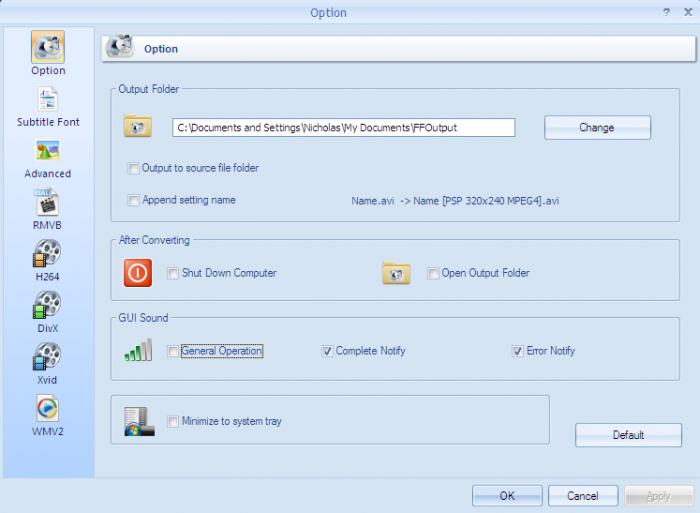 Option
? X
Option
Subtitle Font
Advanced
REAL
RMVB
H264
DivX
Xvid
WMV2
Option
Output Folder
C:\Documents and Settings\Nicholas\My Documents\FFOutput
Change
Output to source file folder
Append setting name
Name.avi -> Name [PSP 320x240 MPEG4].avi
After Converting
Shut Down Computer
Open Output Folder
GUI Sound
General Operation
Complete Notify
Error Notify
Minimize to system tray
Default
OK
Cancel
Apply